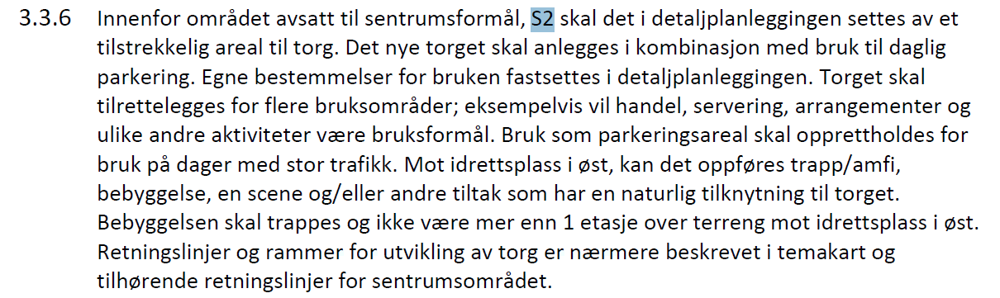 3.3.6 Innenfor området avsatt til sentrumsformål, S2 skal det i detaljplanleggingen settes av et
tilstrekkelig areal til torg. Det nye torget skal anlegges i kombinasjon med bruk til daglig
parkering. Egne bestemmelser for bruken fastsettes i detaljplanleggingen. Torget skal
tilrettelegges for flere bruksområder; eksempelvis vil handel, servering, arrangementer og
ulike andre aktiviteter være bruksformål. Bruk som parkeringsareal skal opprettholdes for
bruk på dager med stor trafikk. Mot idrettsplass i øst, kan det oppføres trapp/amfi,
bebyggelse, en scene og/eller andre tiltak som har en naturlig tilknytning til torget.
Bebyggelsen skal trappes og ikke være mer enn 1 etasje over terreng mot idrettsplass i øst.
Retningslinjer og rammer for utvikling av torg er nærmere beskrevet i temakart og
tilhørende retningslinjer for sentrumsområdet.